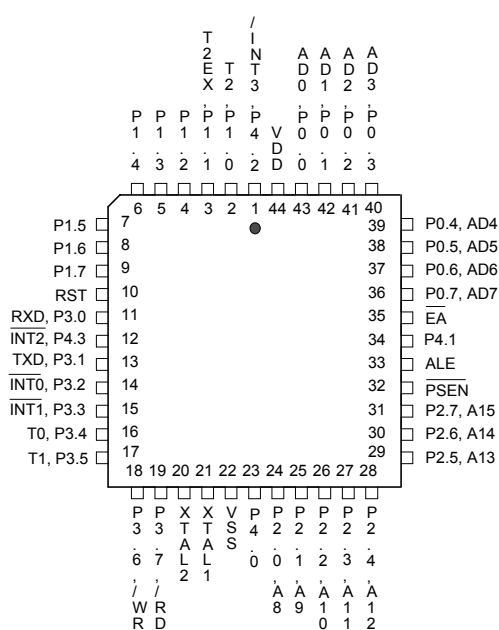 P1.4
P1.3
P1.2
T2EX,P1.1
T2,P1.0
/INT3,P4.2
VDD
AD0,P0.0
AD1,P0.1
AD2,P0.2
AD3,P0.3
6 5 4 3 2 1 44 43 42 41 40
P1.5 7
P1.6 8
P1.7 9
RST 10
RXD, P3.0 11
INT2, P4.3 12
TXD, P3.1 13
INT0, P3.2 14
INT1, P3.3 15
T0, P3.4 16
T1, P3.5 17
39 P0.4, AD4
38 P0.5, AD5
37 P0.6, AD6
36 P0.7, AD7
35 EA
34 P4.1
33 ALE
32 PSEN
31 P2.7, A15
30 P2.6, A14
29 P2.5, A13
18 19 20 21 22 23 24 25 26 27 28
P3.6,/WR
P3.7,/RD
XTAL2
XTAL1
VSS
P4.0
P2.0,A8
P2.1,A9
P2.2,A10
P2.3,A11
P2.4,A12